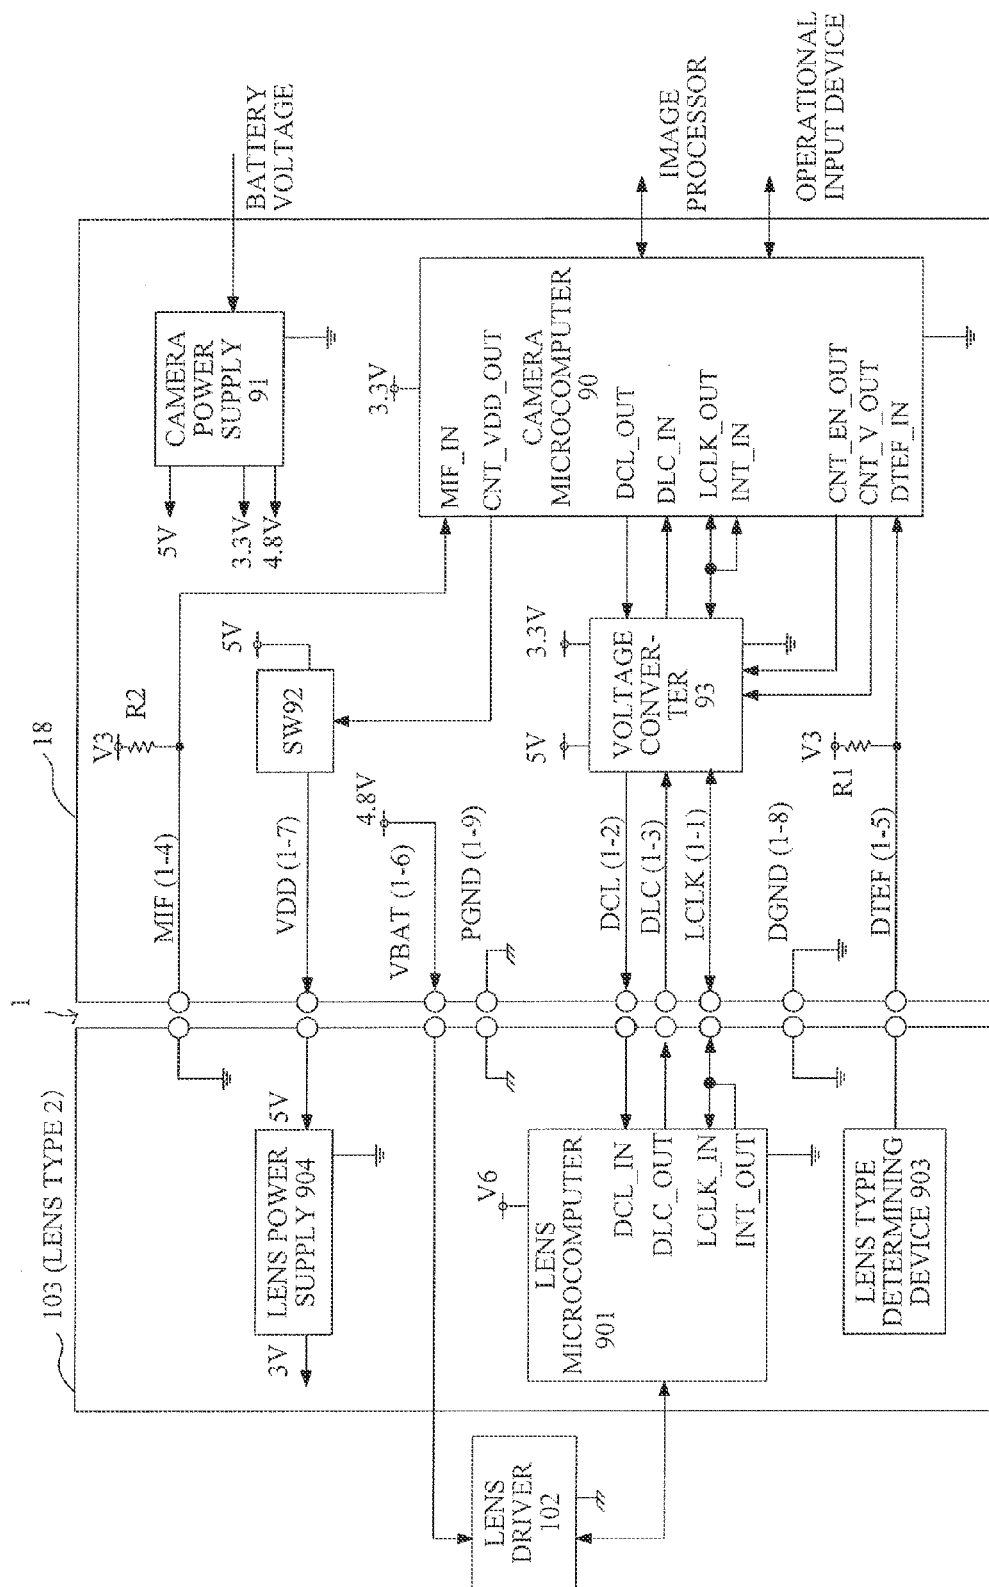 1
103 (LENS TYPE 2)
18
LENS POWER
SUPPLY 904
5V
3V
MIF (1-4)
V3
R2
VDD (1-7)
SW92
5V
CAMERA
POWER
SUPPLY
91
5V
3.3V
4.8V
BATTERY
VOLTAGE
VBAT (1-6)
4.8V
PGND (1-9)
LENS
DRIVER
102
V6
LENS
MICROCOMPUTER
901
DCL_IN
DLC_OUT
LCLK_IN
INT_OUT
DCL (1-2)
DLC (1-3)
LCLK (1-1)
5V
3.3V
VOLTAGE
CONVER-
TER
93
3.3V
MIF_IN
CNT_VDD_OUT
CAMERA
MICROCOMPUTER
90
DCL_OUT
DLC_IN
LCLK_OUT
INT_IN
CNT_EN_OUT
CNT_V_OUT
DTEF_IN
IMAGE
PROCESSOR
OPERATIONAL
INPUT DEVICE
DGND (1-8)
LENS TYPE
DETERMINING
DEVICE 903
DTEF (1-5)
V3
R1